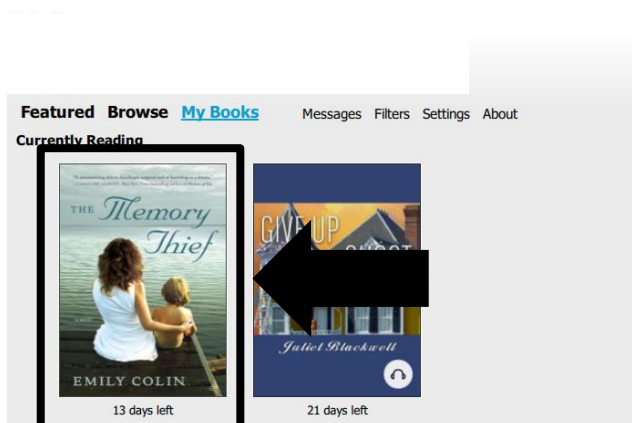 Featured Browse My Books Messages Filters Settings About
Currently Reading
THE Memory
Thief
EMILY COLIN
GIVE UP
GHOST
Juliet Blackwell
13 days left 21 days left